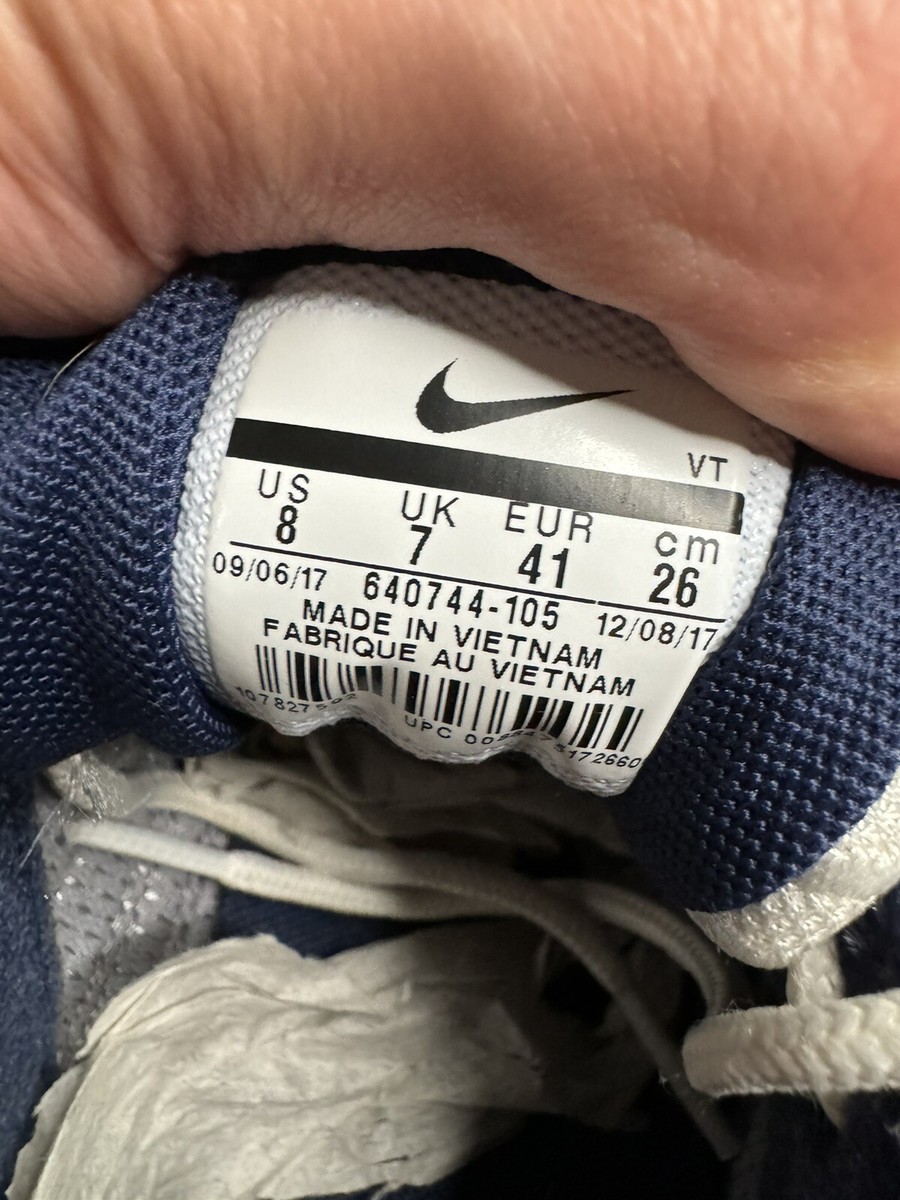 VT
US UK EUR cm
8 7 41 26
09/06/17 640744-105 12/08/17
MADE IN VIETNAM
FABRIQUE AU VIETNAM
UPC